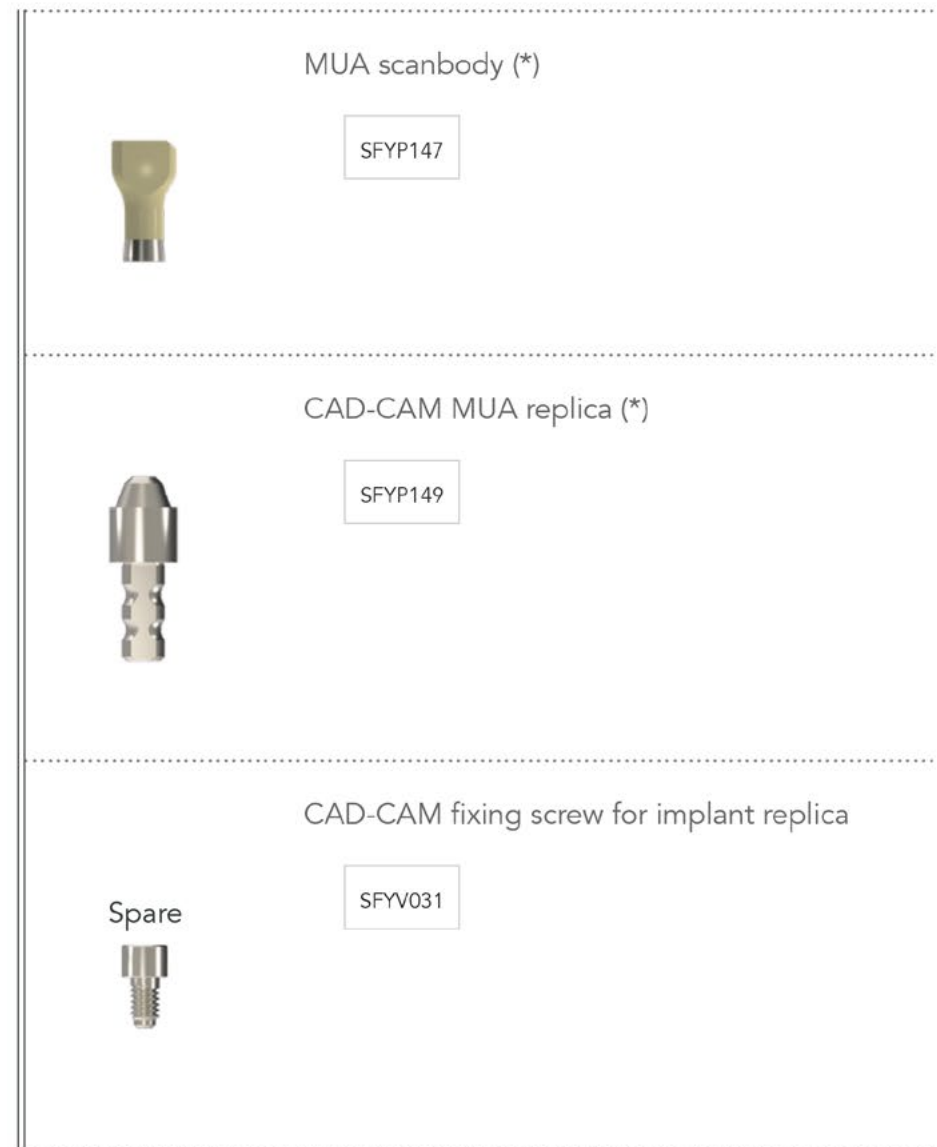 MUA scanbody (*)
SFYP147
CAD-CAM MUA replica (*)
SFYP149
CAD-CAM fixing screw for implant replica
SFYV031
Spare